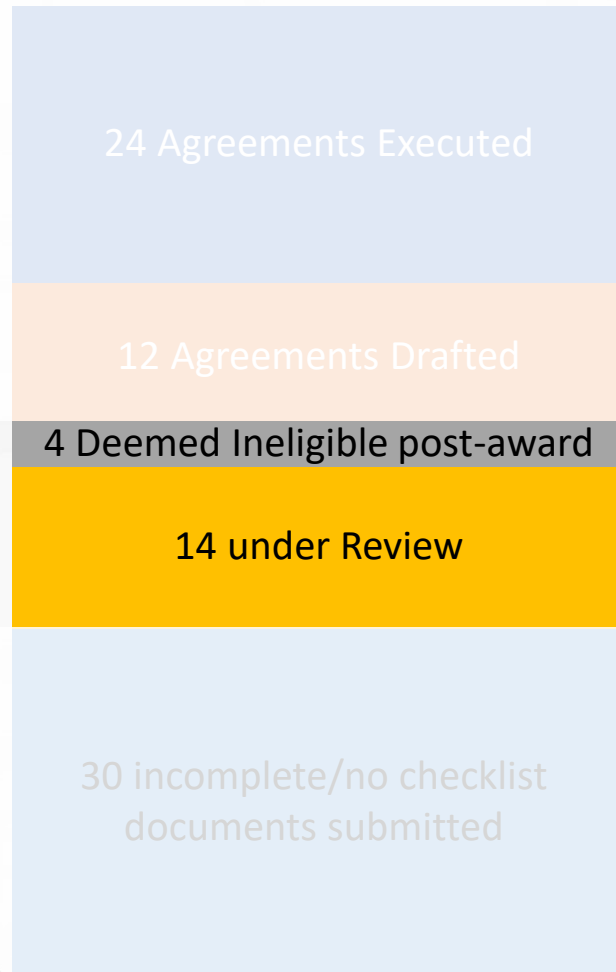 24 Agreements Executed
12 Agreements Drafted
4 Deemed Ineligible post-award
14 under Review
30 incomplete/no checklist
documents submitted